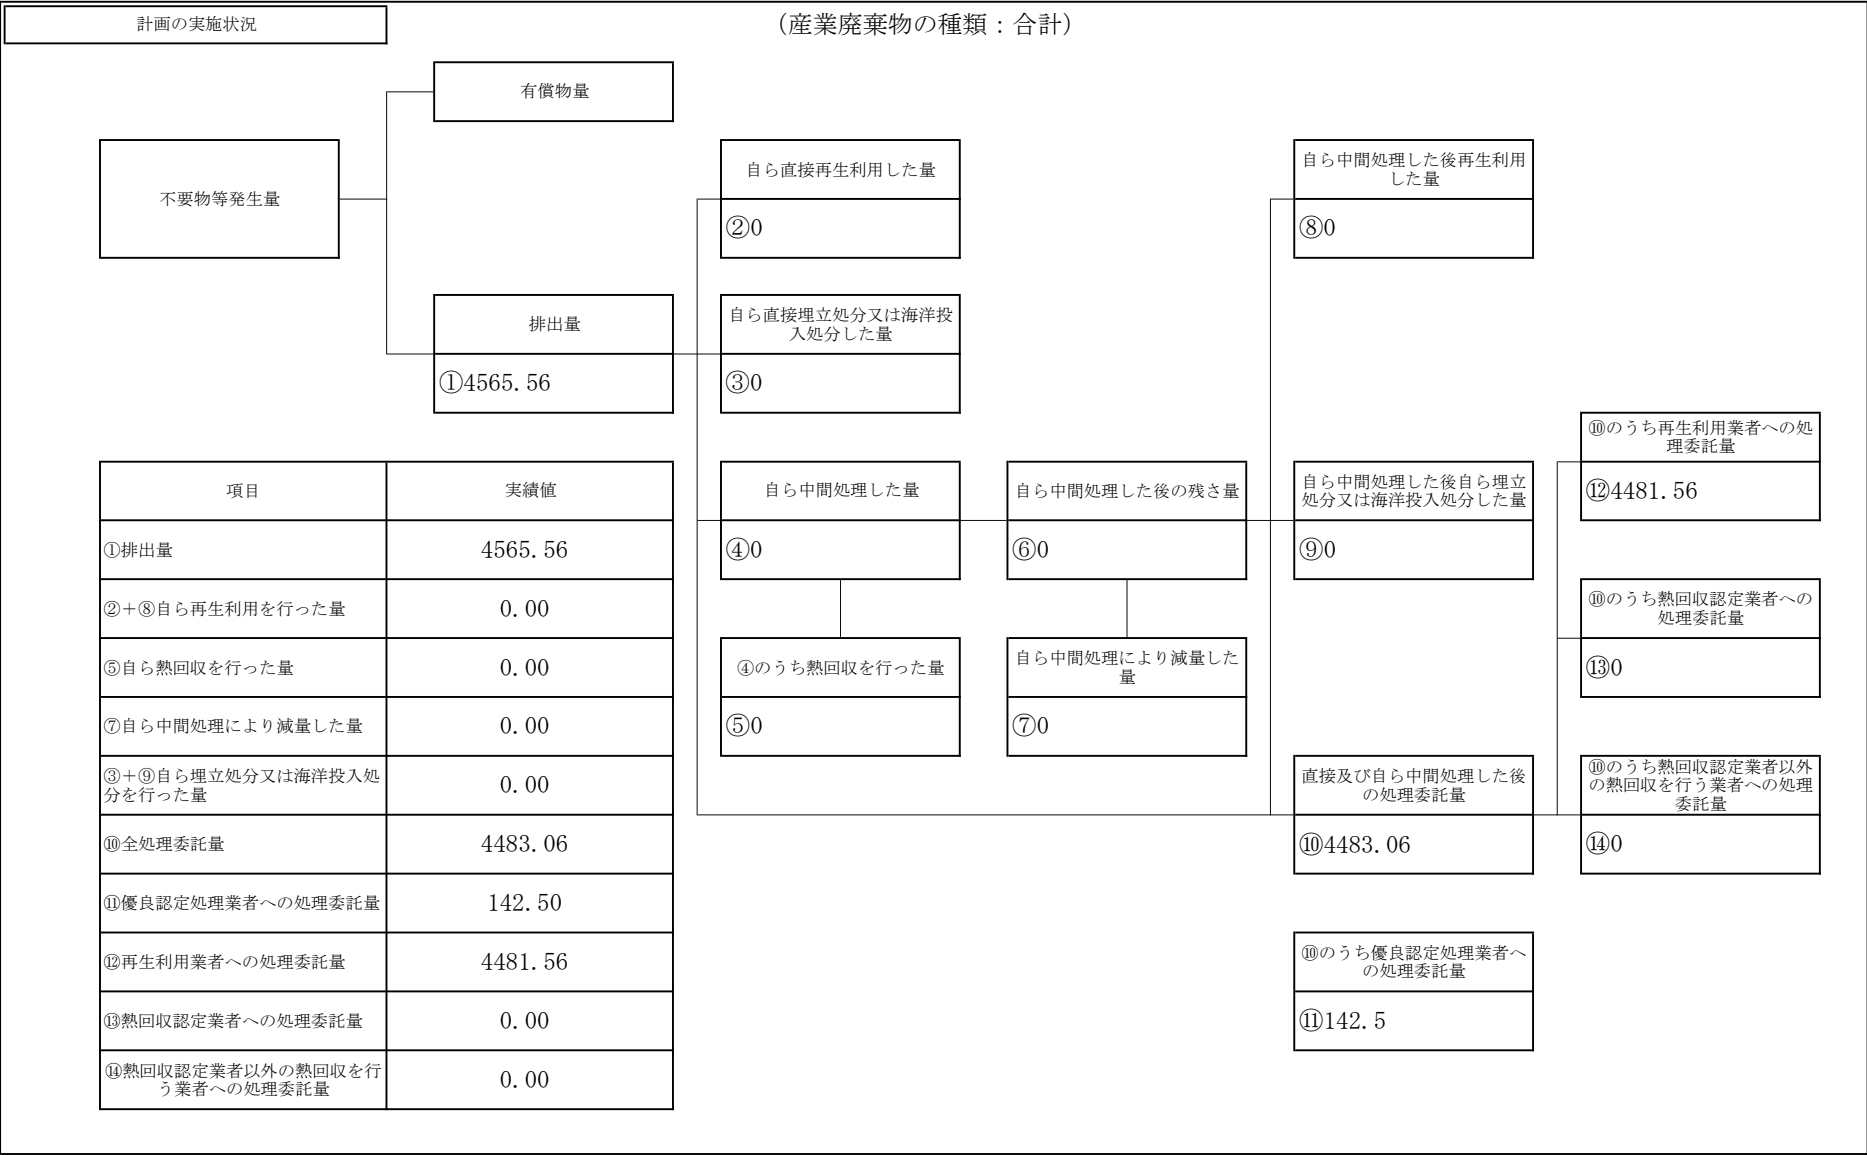 計画の実施状況
（産業廃棄物の種類：合計）
有償物量
不要物等発生量
自ら直接再生利用した量
②0
自ら中間処理した後再生利用
した量
⑧0
排出量
①4565.56
自ら直接埋立処分又は海洋投
入処分した量
③0
⑩のうち再生利用業者への処
理委託量
⑫4481.56
自ら中間処理した量
④0
自ら中間処理した後の残さ量
⑥0
自ら中間処理した後自ら埋立
処分又は海洋投入処分した量
⑨0
⑩のうち熱回収認定業者への
処理委託量
⑬0
④のうち熱回収を行った量
⑤0
自ら中間処理により減量した
量
⑦0
直接及び自ら中間処理した後
の処理委託量
⑩4483.06
⑩のうち熱回収認定業者以外
の熱回収を行う業者への処理
委託量
⑭0
⑩のうち優良認定処理業者へ
の処理委託量
⑪142.5
項目 実績値
①排出量 4565.56
②＋⑧自ら再生利用を行った量 0.00
⑤自ら熱回収を行った量 0.00
⑦自ら中間処理により減量した量 0.00
③＋⑨自ら埋立処分又は海洋投入処
分を行った量 0.00
⑩全処理委託量 4483.06
⑪優良認定処理業者への処理委託量 142.50
⑫再生利用業者への処理委託量 4481.56
⑬熱回収認定業者への処理委託量 0.00
⑭熱回収認定業者以外の熱回収を行
う業者への処理委託量 0.00